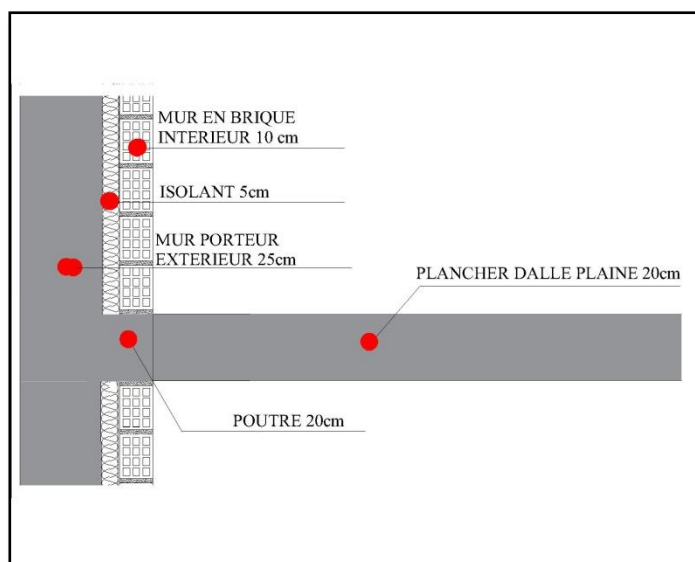 MUR EN BRIQUE
INTERIEUR 10 cm
ISOLANT 5cm
MUR PORTEUR
EXTERIEUR 25cm
PLANCHER DALLE PLAINE 20cm
POUTRE 20cm